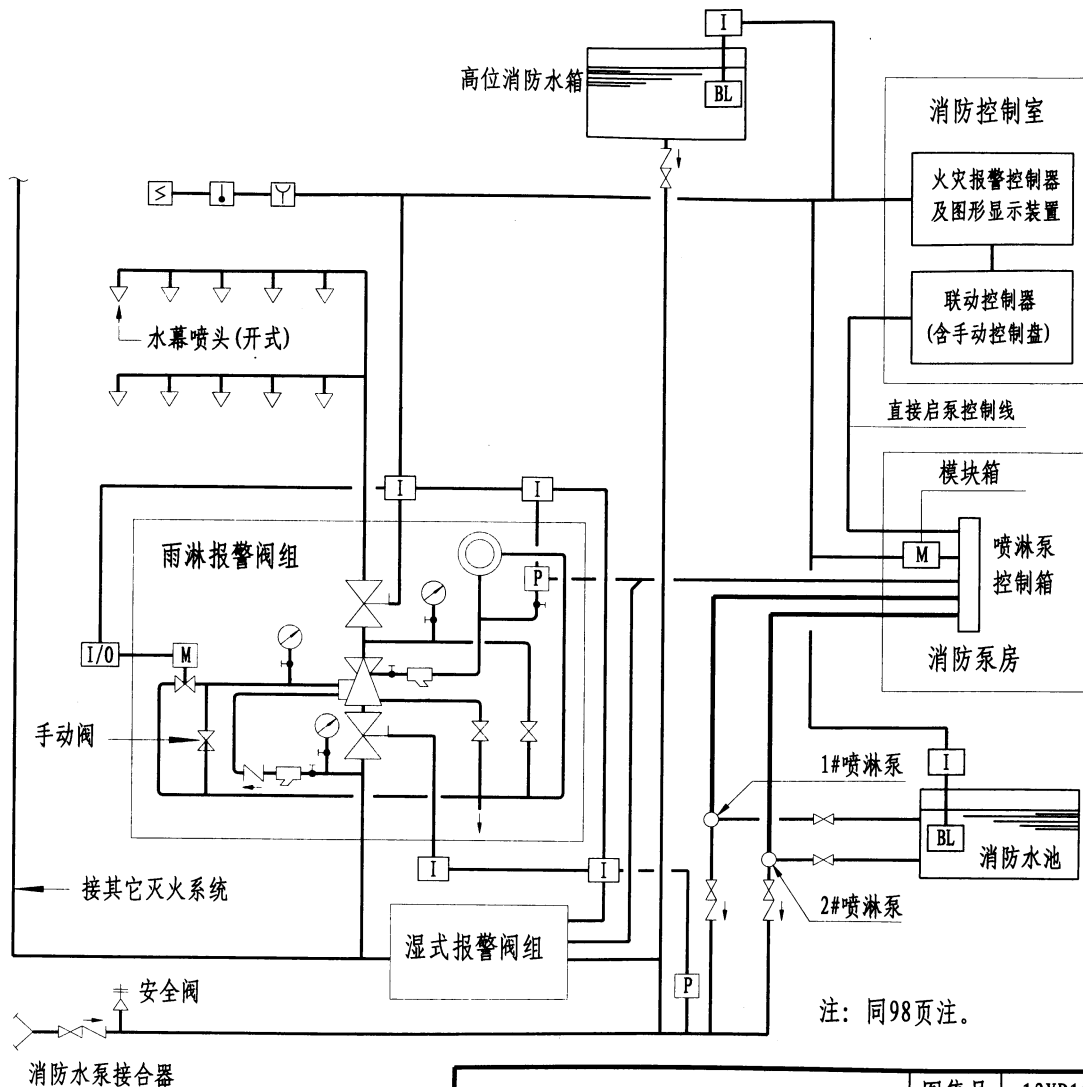 I
高位消防水箱
BL
消防控制室
火灾报警控制器
及图形显示装置
联动控制器
(含手动控制盘)
水幕喷头(开式)
直接启泵控制线
模块箱
I
I
雨淋报警阀组
P
M
喷淋泵
控制箱
消防泵房
I/O
M
手动阀
1#喷淋泵
I
BL
消防水池
I
I
接其它灭火系统
2#喷淋泵
湿式报警阀组
P
安全阀
注: 同98页注。
消防水泵接合器
图集号